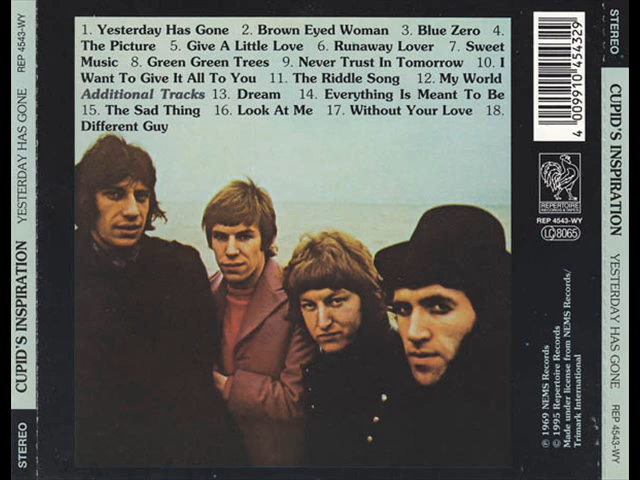 STEREO
CUPID'S INSPIRATION YESTERDAY HAS GONE REP 4543-WY
1. Yesterday Has Gone 2. Brown Eyed Woman 3. Blue Zero 4.
The Picture 5. Give A Little Love 6. Runaway Lover 7. Sweet
Music 8. Green Green Trees 9. Never Trust In Tomorrow 10. I
Want To Give It All To You 11. The Riddle Song 12. My World
Additional Tracks 13. Dream 14. Everything Is Meant To Be
15. The Sad Thing 16. Look At Me 17. Without Your Love 18.
Different Guy
4 009910 454329
REPERTOIRE
RECORDS & TAPES
REP 4543-WY
LC 8065
℗ 1969 NEMS Records
© 1995 Repertoire Records
Made under license from NEMS Records/
Trimark International
STEREO
CUPID'S INSPIRATION YESTERDAY HAS GONE REP 4543-WY